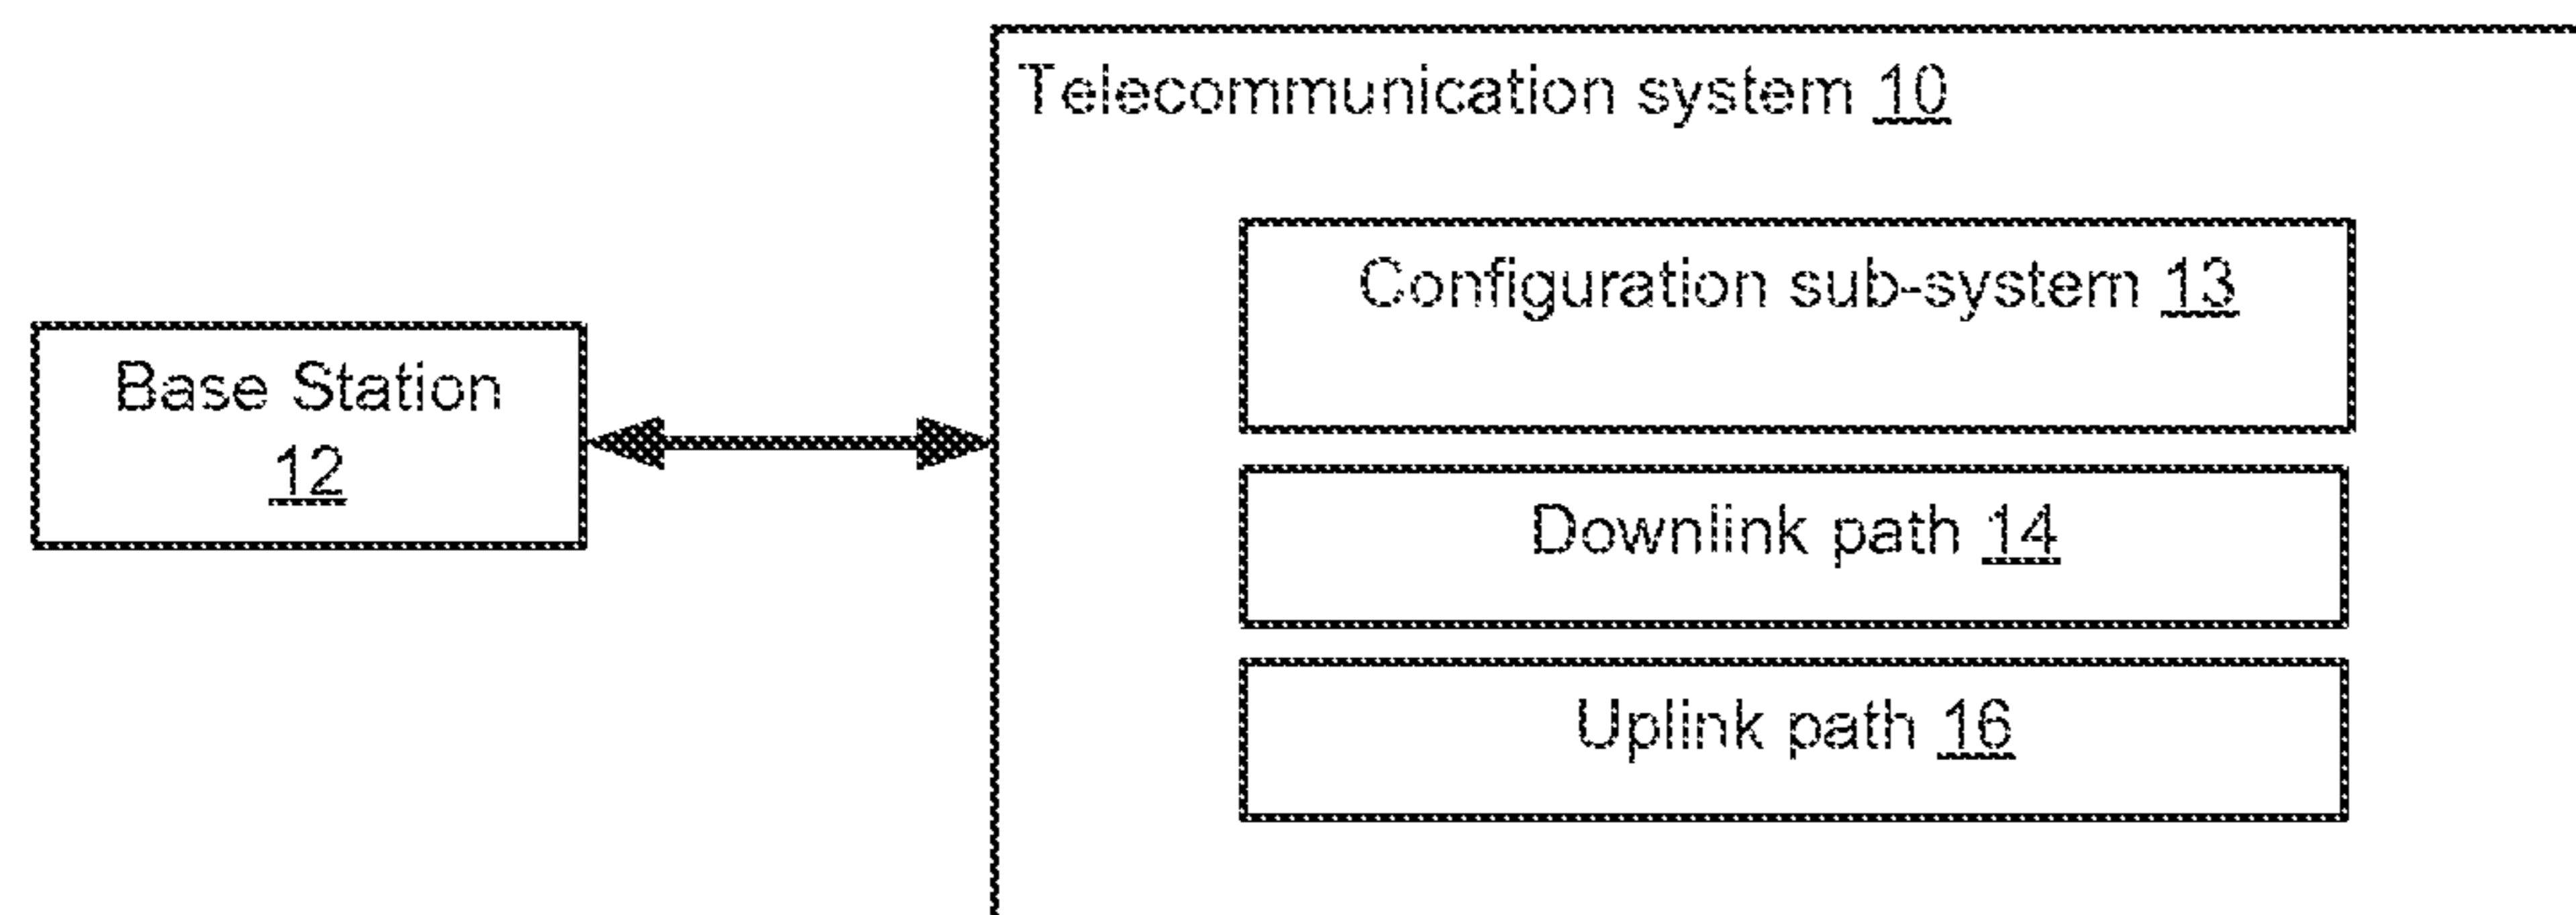 Telecommunication system 10
Configuration sub-system 13
Base Station
12
Downlink path 14
Uplink path 16